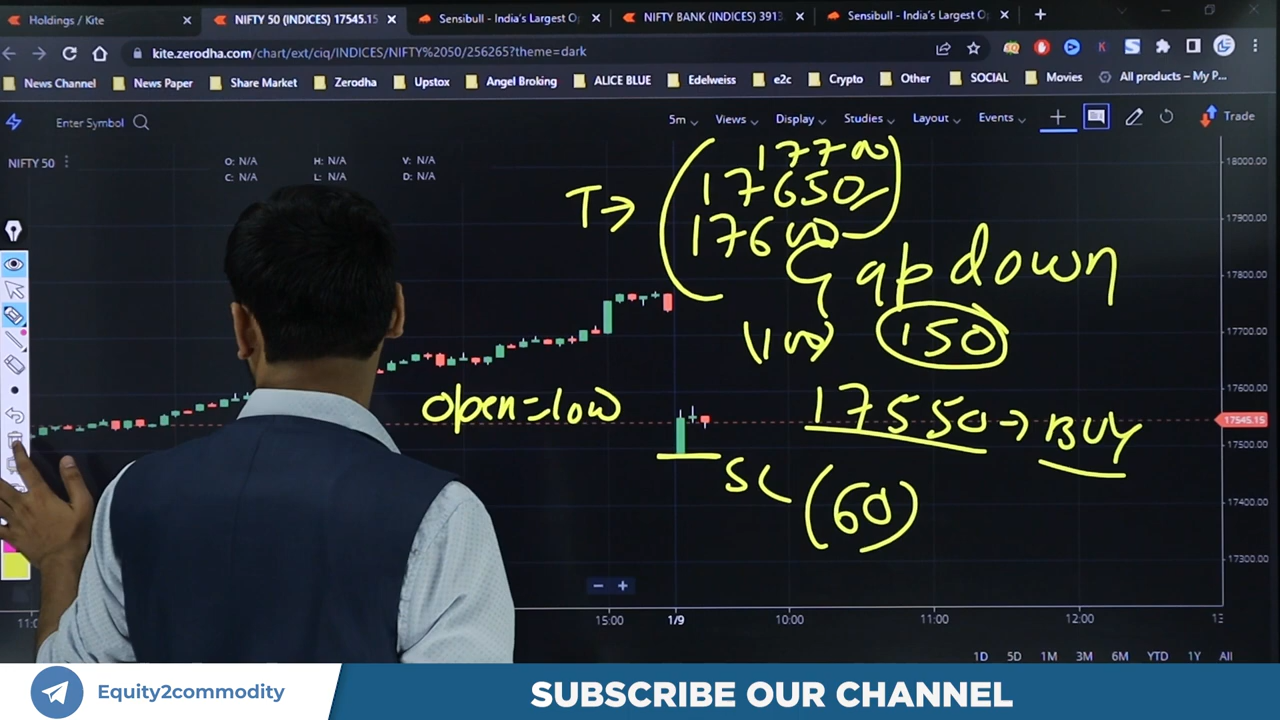 Holdings / Kite
NIFTY 50 (INDICES) 17545.15
Sensibull - India's Largest O
NIFTY BANK (INDICES) 3913
Sensibull - India's Largest O
kite.zerodha.com/chart/ext/ciq/INDICES/NIFTY%2050/256265?theme=dark
News Channel
News Paper
Share Market
Zerodha
Upstox
Angel Broking
ALICE BLUE
Edelweiss
e2c
Crypto
Other
SOCIAL
Movies
All products – My P...
Enter Symbol
5m
Views
Display
Studies
Layout
Events
Trade
NIFTY 50
O: N/A
H: N/A
V: N/A
C: N/A
L: N/A
D: N/A
17700
T→
17650
17600
Gap down
1100
150
open=low
17550 → BUY
SL
(60)
18000.00
17900.00
17800.00
17700.00
17600.00
17545.15
17500.00
17400.00
17300.00
15:00
1/9
10:00
11:00
12:00
1D
5D
1M
3M
6M
YTD
1Y
All
Equity2commodity
SUBSCRIBE OUR CHANNEL